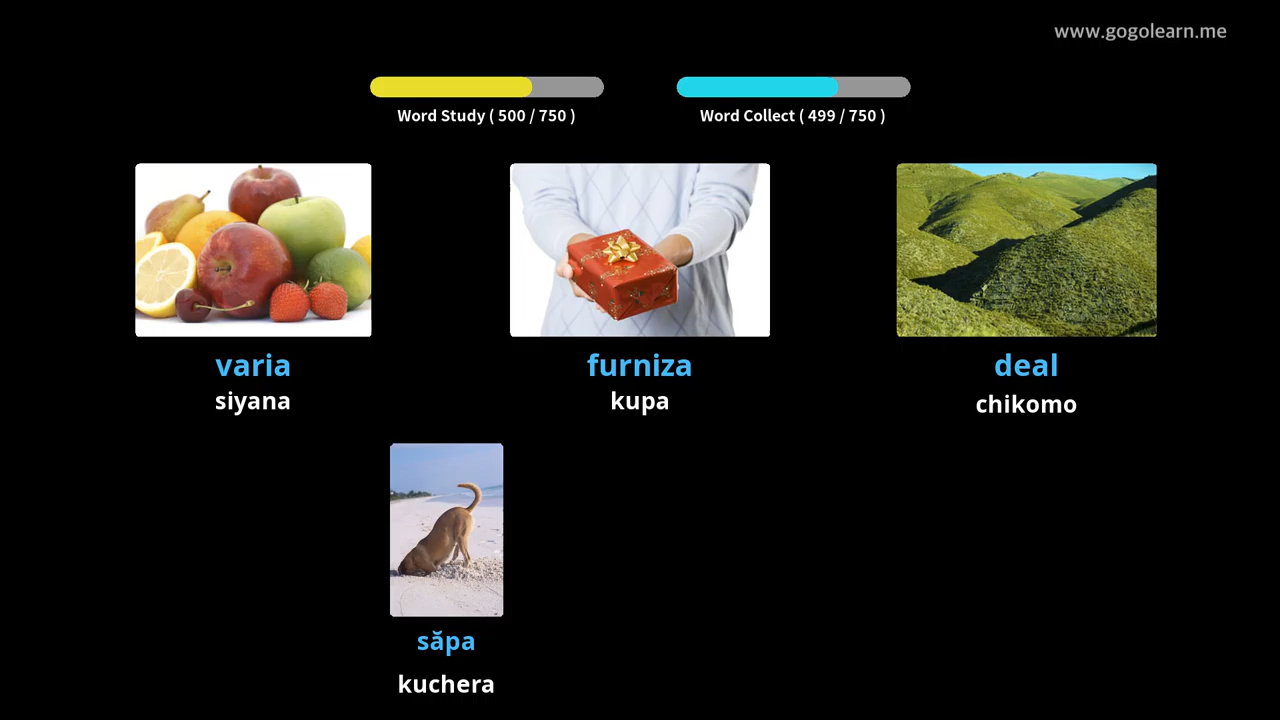 www.gogolearn.me
Word Study ( 500 / 750 )
Word Collect ( 499 / 750 )
varia
siyana
furniza
kupa
deal
chikomo
săpa
kuchera